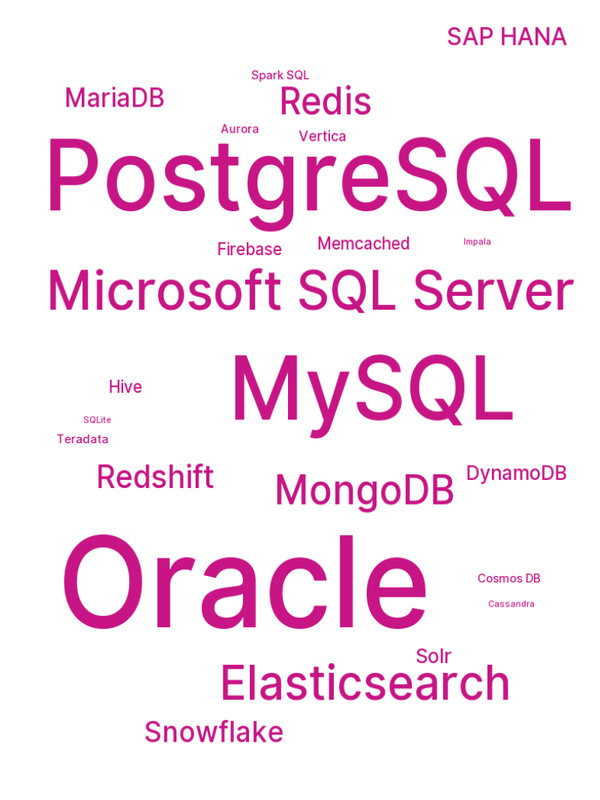 SAP HANA
Spark SQL
MariaDB
Redis
Aurora
Vertica
PostgreSQL
Firebase
Memcached
Impala
Microsoft SQL Server
MySQL
Hive
SQLite
Teradata
Redshift
MongoDB
DynamoDB
Oracle
Cosmos DB
Cassandra
Solr
Elasticsearch
Snowflake